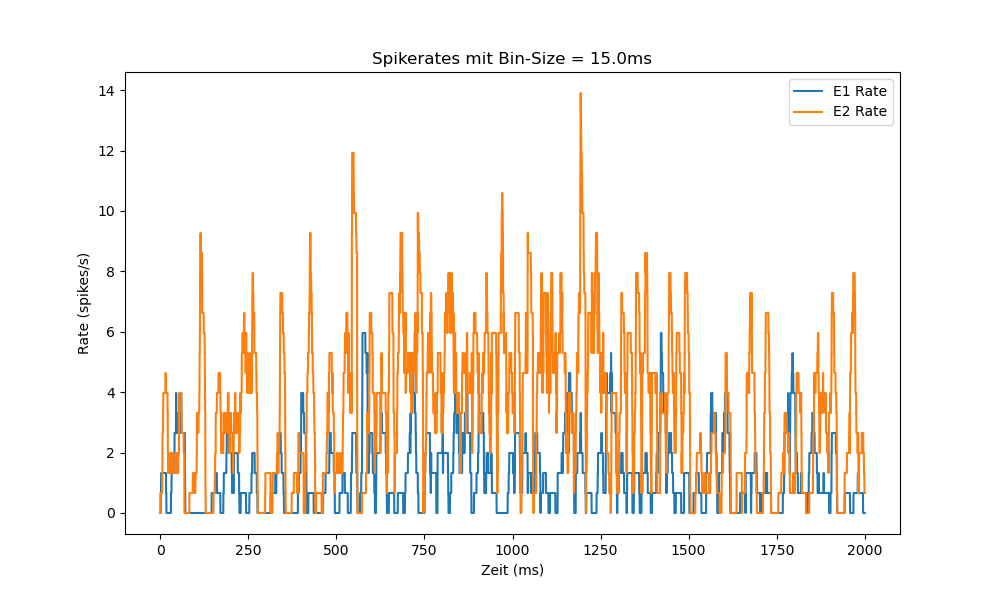 Spikerates mit Bin-Size = 15.0ms
E1 Rate
E2 Rate
Rate (spikes/s)
14
12
10
8
6
4
2
0
0 250 500 750 1000 1250 1500 1750 2000
Zeit (ms)